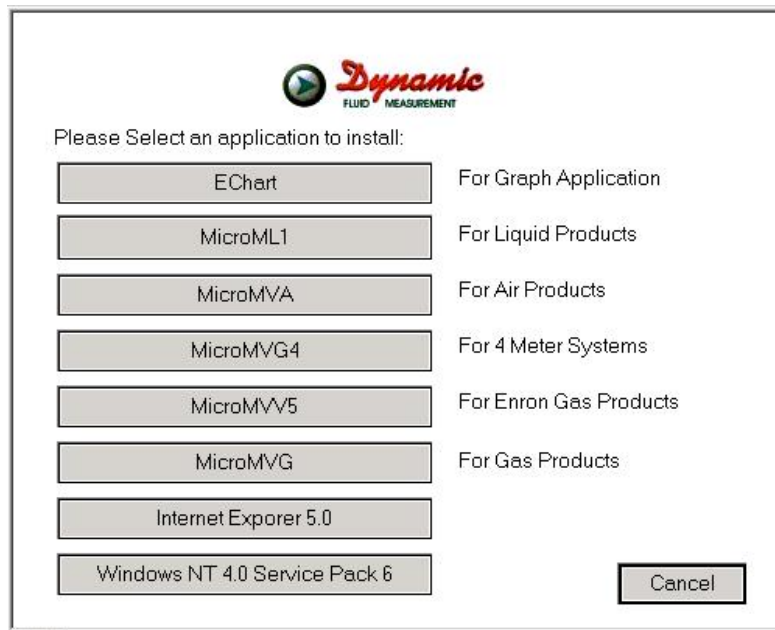 Dynamic
FLUID MEASUREMENT
Please Select an application to install:
EChart For Graph Application
MicroML1 For Liquid Products
MicroMVA For Air Products
MicroMVG4 For 4 Meter Systems
MicroMVV5 For Enron Gas Products
MicroMVG For Gas Products
Internet Exporer 5.0
Windows NT 4.0 Service Pack 6
Cancel